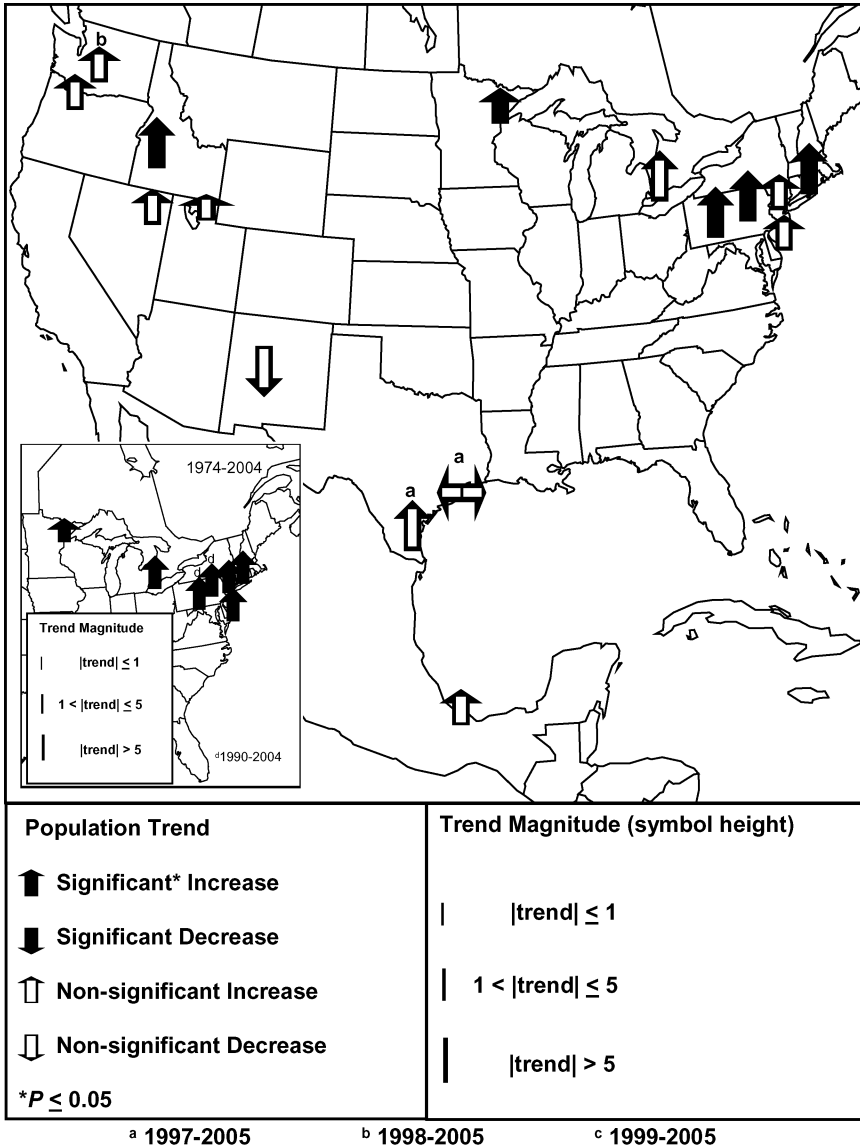 b
a
a
1974-2004
d
d
Trend Magnitude
|trend| ≤ 1
1 < |trend| ≤ 5
|trend| > 5
d1990-2004
Population Trend
Significant* Increase
Significant Decrease
Non-significant Increase
Non-significant Decrease
*P ≤ 0.05
Trend Magnitude (symbol height)
|trend| ≤ 1
1 < |trend| ≤ 5
|trend| > 5
a 1997-2005 b 1998-2005 c 1999-2005